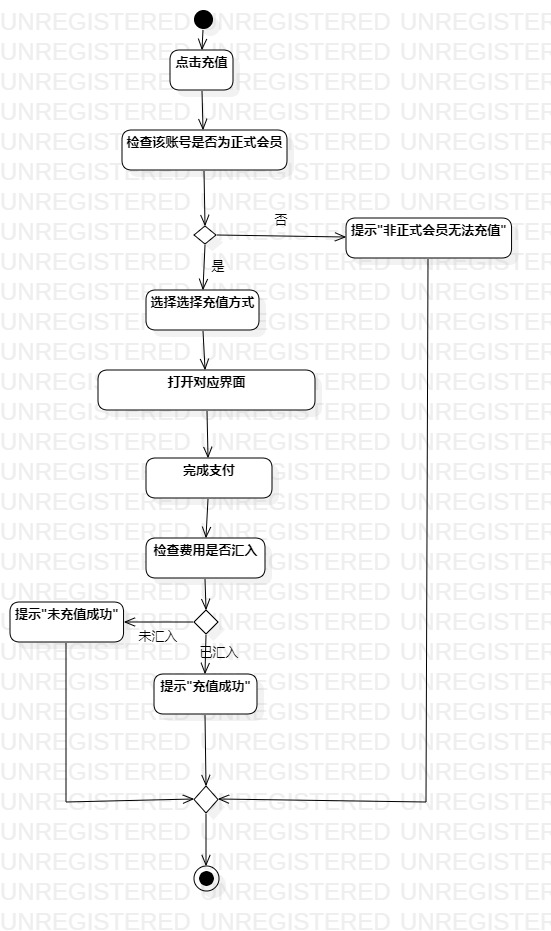 点击充值
检查该账号是否为正式会员
否
提示"非正式会员无法充值"
是
选择选择充值方式
打开对应界面
完成支付
检查费用是否汇入
提示"未充值成功"
未汇入
已汇入
提示"充值成功"
UNREGISTERED